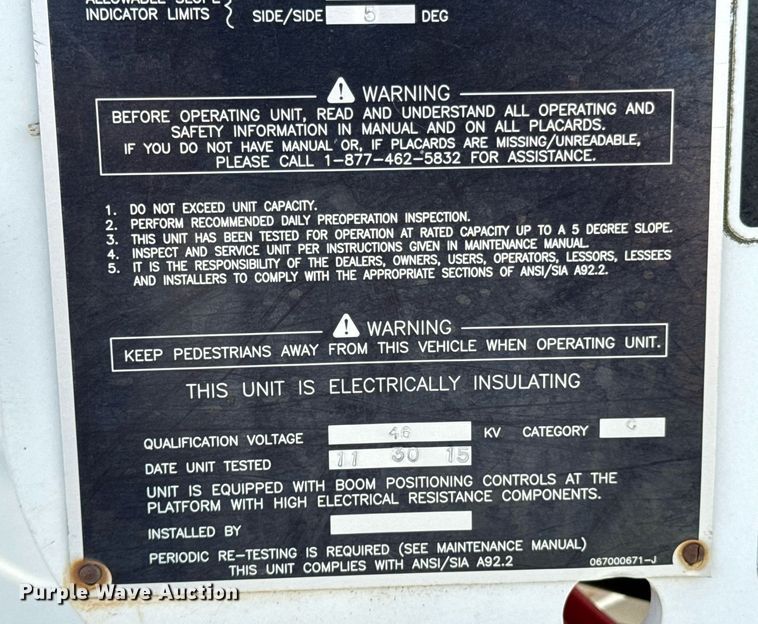 INDICATOR LIMITS
SIDE/SIDE 5 DEG
WARNING
BEFORE OPERATING UNIT, READ AND UNDERSTAND ALL OPERATING AND
SAFETY INFORMATION IN MANUAL AND ON ALL PLACARDS.
IF YOU DO NOT HAVE MANUAL OR, IF PLACARDS ARE MISSING/UNREADABLE,
PLEASE CALL 1-877-462-5832 FOR ASSISTANCE.
1. DO NOT EXCEED UNIT CAPACITY.
2. PERFORM RECOMMENDED DAILY PREOPERATION INSPECTION.
3. THIS UNIT HAS BEEN TESTED FOR OPERATION AT RATED CAPACITY UP TO A 5 DEGREE SLOPE.
4. INSPECT AND SERVICE UNIT PER INSTRUCTIONS GIVEN IN MAINTENANCE MANUAL.
5. IT IS THE RESPONSIBILITY OF THE DEALERS, OWNERS, USERS, OPERATORS, LESSORS, LESSEES
AND INSTALLERS TO COMPLY WITH THE APPROPRIATE SECTIONS OF ANSI/SIA A92.2.
WARNING
KEEP PEDESTRIANS AWAY FROM THIS VEHICLE WHEN OPERATING UNIT.
THIS UNIT IS ELECTRICALLY INSULATING
QUALIFICATION VOLTAGE 46 KV CATEGORY C
DATE UNIT TESTED 11 30 15
UNIT IS EQUIPPED WITH BOOM POSITIONING CONTROLS AT THE
PLATFORM WITH HIGH ELECTRICAL RESISTANCE COMPONENTS.
INSTALLED BY
PERIODIC RE-TESTING IS REQUIRED (SEE MAINTENANCE MANUAL)
THIS UNIT COMPLIES WITH ANSI/SIA A92.2
067000671-J
Purple Wave Auction